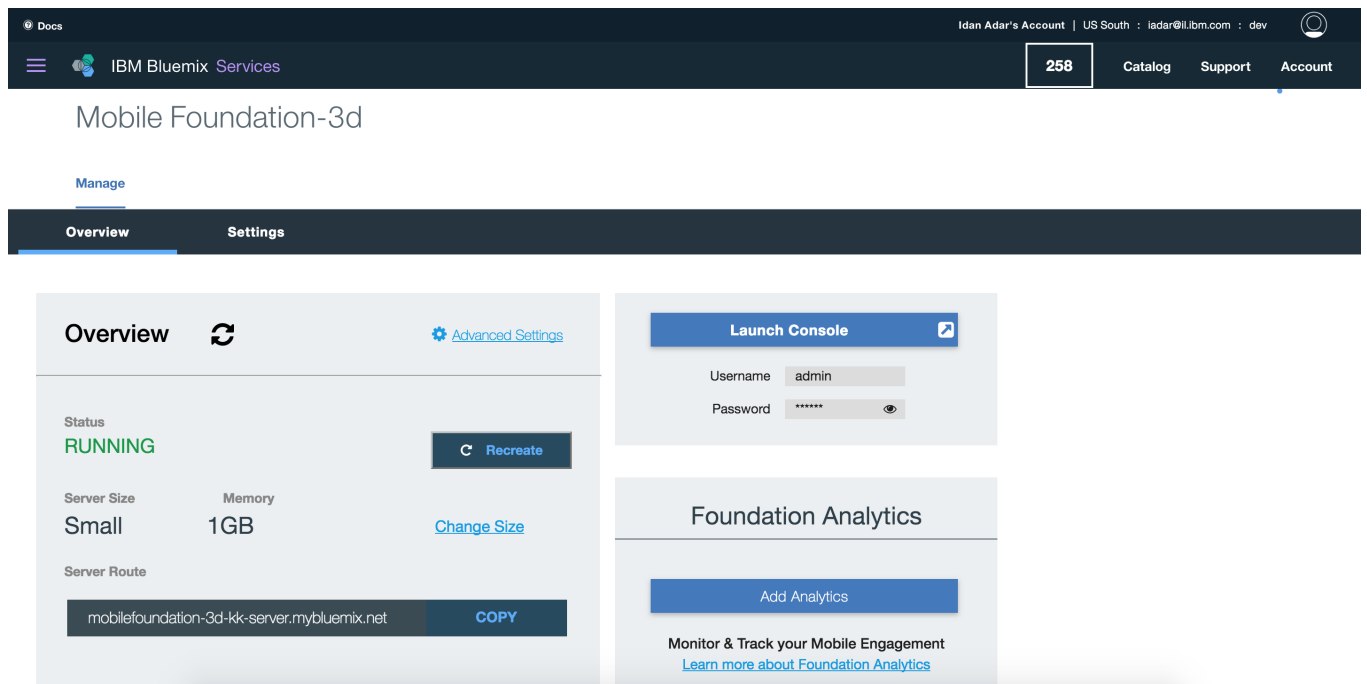 Docs
Idan Adar's Account | US South : iadar@il.ibm.com : dev
IBM Bluemix Services
258
Catalog
Support
Account
Mobile Foundation-3d
Manage
Overview
Settings
Overview
Advanced Settings
Status
RUNNING
Recreate
Server Size
Memory
Small
1GB
Change Size
Server Route
mobilefoundation-3d-kk-server.mybluemix.net
COPY
Launch Console
Username
admin
Password
******
Foundation Analytics
Add Analytics
Monitor & Track your Mobile Engagement
Learn more about Foundation Analytics